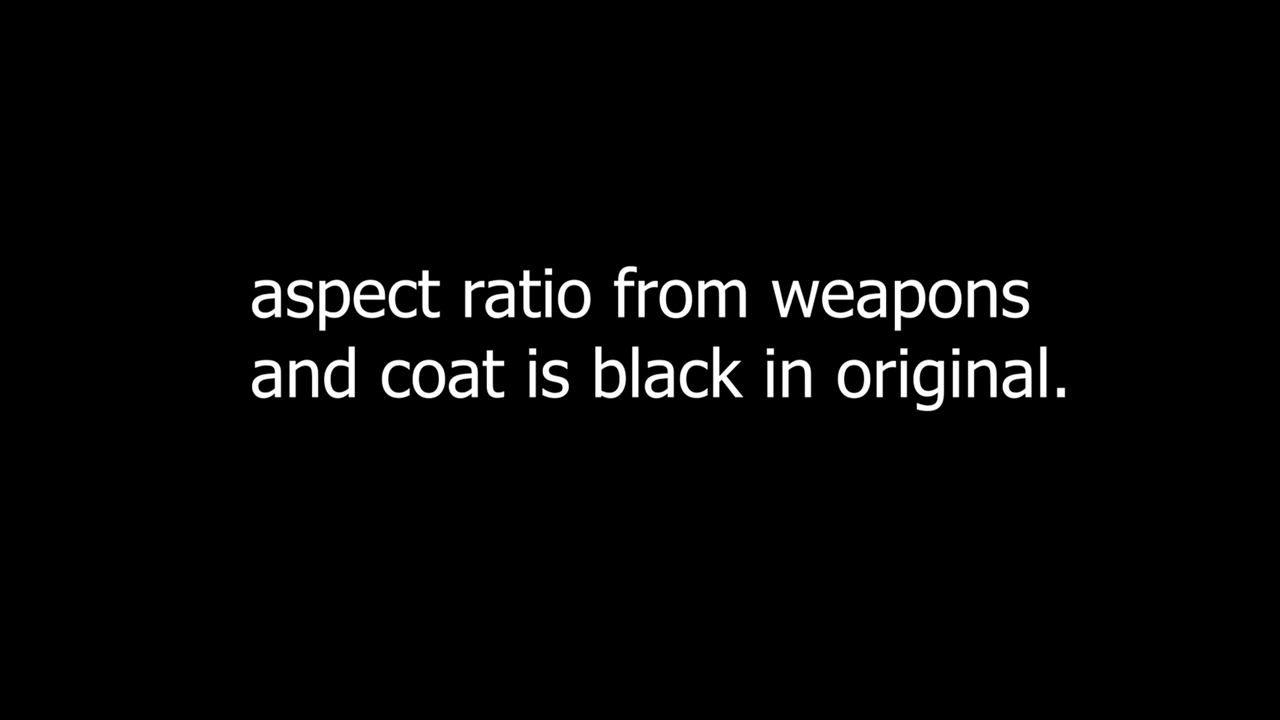 aspect ratio from weapons
and coat is black in original.